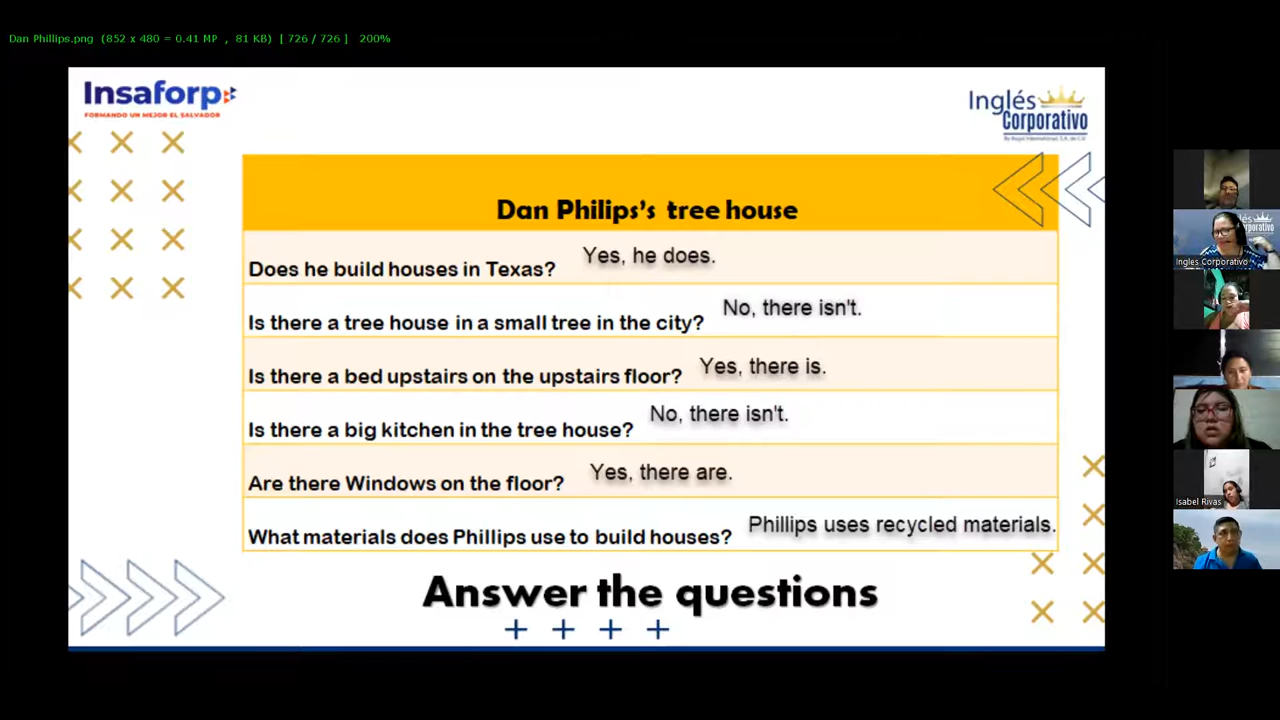 Dan Phillips.png (852 x 480 = 0.41 MP , 81 KB) [ 726 / 726 ] 200%
Insaforp
FORMANDO UN MEJOR EL SALVADOR
Inglés
Corporativo
Dan Philips's tree house
Does he build houses in Texas? Yes, he does.
Is there a tree house in a small tree in the city? No, there isn't.
Is there a bed upstairs on the upstairs floor? Yes, there is.
Is there a big kitchen in the tree house? No, there isn't.
Are there Windows on the floor? Yes, there are.
What materials does Phillips use to build houses? Phillips uses recycled materials.
Answer the questions
Ingles Corporativo
Isabel Rivas